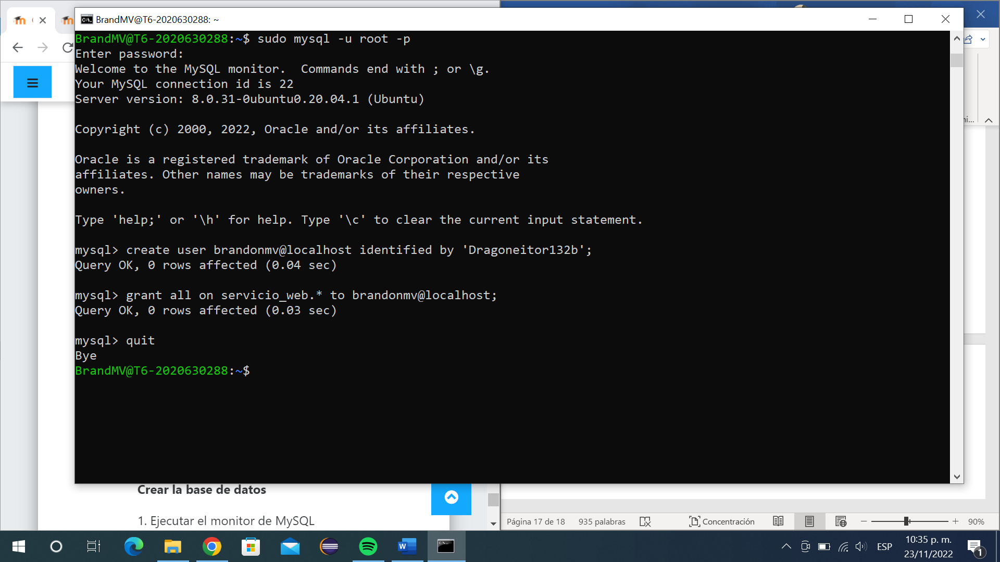 BrandMV@T6-2020630288: ~
BrandMV@T6-2020630288:~$ sudo mysql -u root -p
Enter password:
Welcome to the MySQL monitor.  Commands end with ; or \g.
Your MySQL connection id is 22
Server version: 8.0.31-0ubuntu0.20.04.1 (Ubuntu)
Copyright (c) 2000, 2022, Oracle and/or its affiliates.
Oracle is a registered trademark of Oracle Corporation and/or its
affiliates. Other names may be trademarks of their respective
owners.
Type 'help;' or '\h' for help. Type '\c' to clear the current input statement.
mysql> create user brandonmv@localhost identified by 'Dragoneitor132b';
Query OK, 0 rows affected (0.04 sec)
mysql> grant all on servicio_web.* to brandonmv@localhost;
Query OK, 0 rows affected (0.03 sec)
mysql> quit
Bye
BrandMV@T6-2020630288:~$
Crear la base de datos
1. Ejecutar el monitor de MySQL
Página 17 de 18 935 palabras Concentración 90%
ESP
10:35 p. m.
23/11/2022
1